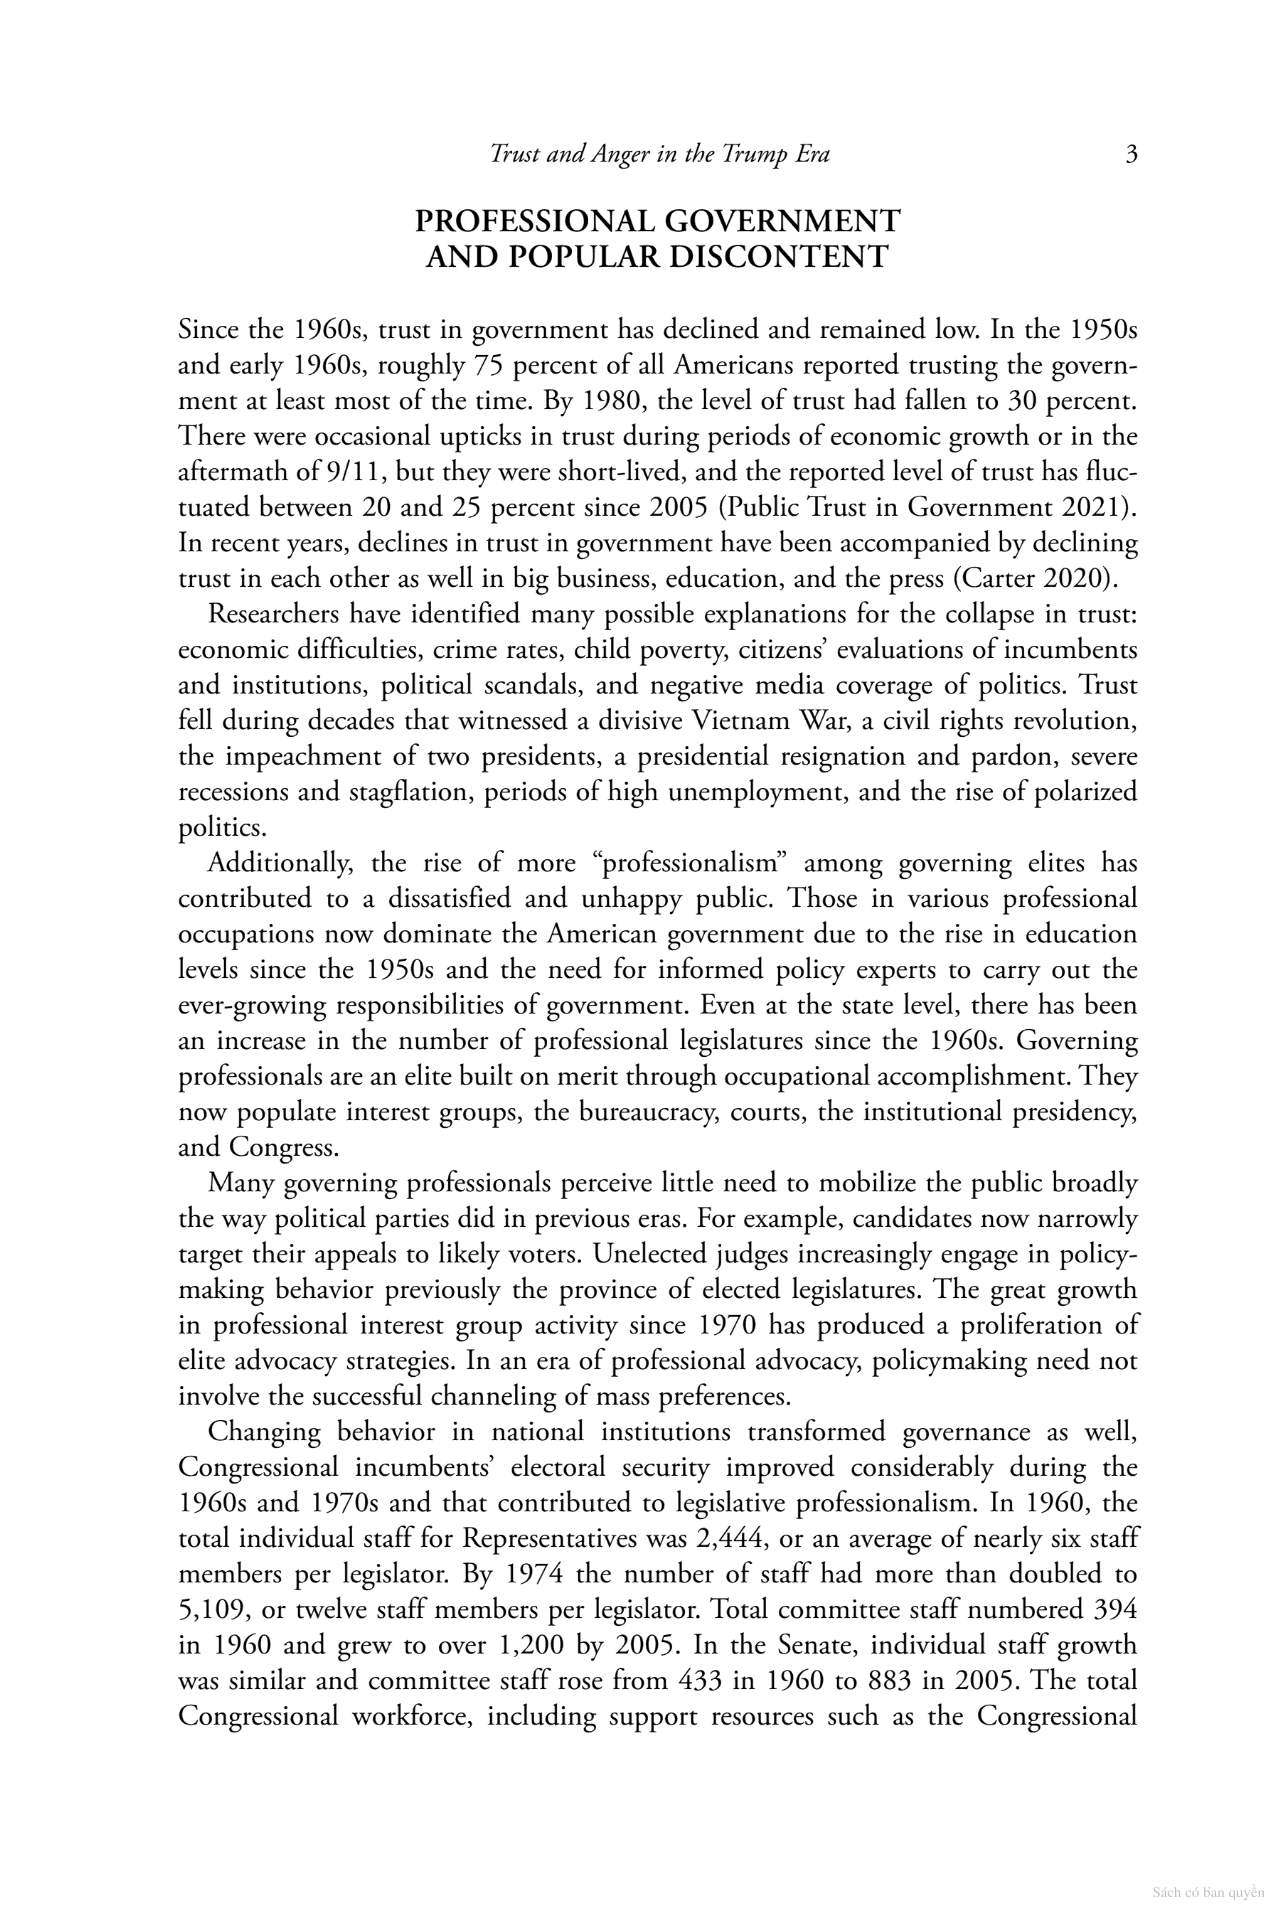 Trust and Anger in the Trump Era 3
PROFESSIONAL GOVERNMENT
AND POPULAR DISCONTENT
Since the 1960s, trust in government has declined and remained low. In the 1950s
and early 1960s, roughly 75 percent of all Americans reported trusting the govern-
ment at least most of the time. By 1980, the level of trust had fallen to 30 percent.
There were occasional upticks in trust during periods of economic growth or in the
aftermath of 9/11, but they were short-lived, and the reported level of trust has fluc-
tuated between 20 and 25 percent since 2005 (Public Trust in Government 2021).
In recent years, declines in trust in government have been accompanied by declining
trust in each other as well in big business, education, and the press (Carter 2020).
Researchers have identified many possible explanations for the collapse in trust:
economic difficulties, crime rates, child poverty, citizens’ evaluations of incumbents
and institutions, political scandals, and negative media coverage of politics. Trust
fell during decades that witnessed a divisive Vietnam War, a civil rights revolution,
the impeachment of two presidents, a presidential resignation and pardon, severe
recessions and stagflation, periods of high unemployment, and the rise of polarized
politics.
Additionally, the rise of more “professionalism” among governing elites has
contributed to a dissatisfied and unhappy public. Those in various professional
occupations now dominate the American government due to the rise in education
levels since the 1950s and the need for informed policy experts to carry out the
ever-growing responsibilities of government. Even at the state level, there has been
an increase in the number of professional legislatures since the 1960s. Governing
professionals are an elite built on merit through occupational accomplishment. They
now populate interest groups, the bureaucracy, courts, the institutional presidency,
and Congress.
Many governing professionals perceive little need to mobilize the public broadly
the way political parties did in previous eras. For example, candidates now narrowly
target their appeals to likely voters. Unelected judges increasingly engage in policy-
making behavior previously the province of elected legislatures. The great growth
in professional interest group activity since 1970 has produced a proliferation of
elite advocacy strategies. In an era of professional advocacy, policymaking need not
involve the successful channeling of mass preferences.
Changing behavior in national institutions transformed governance as well,
Congressional incumbents’ electoral security improved considerably during the
1960s and 1970s and that contributed to legislative professionalism. In 1960, the
total individual staff for Representatives was 2,444, or an average of nearly six staff
members per legislator. By 1974 the number of staff had more than doubled to
5,109, or twelve staff members per legislator. Total committee staff numbered 394
in 1960 and grew to over 1,200 by 2005. In the Senate, individual staff growth
was similar and committee staff rose from 433 in 1960 to 883 in 2005. The total
Congressional workforce, including support resources such as the Congressional
Sách có bản quyền